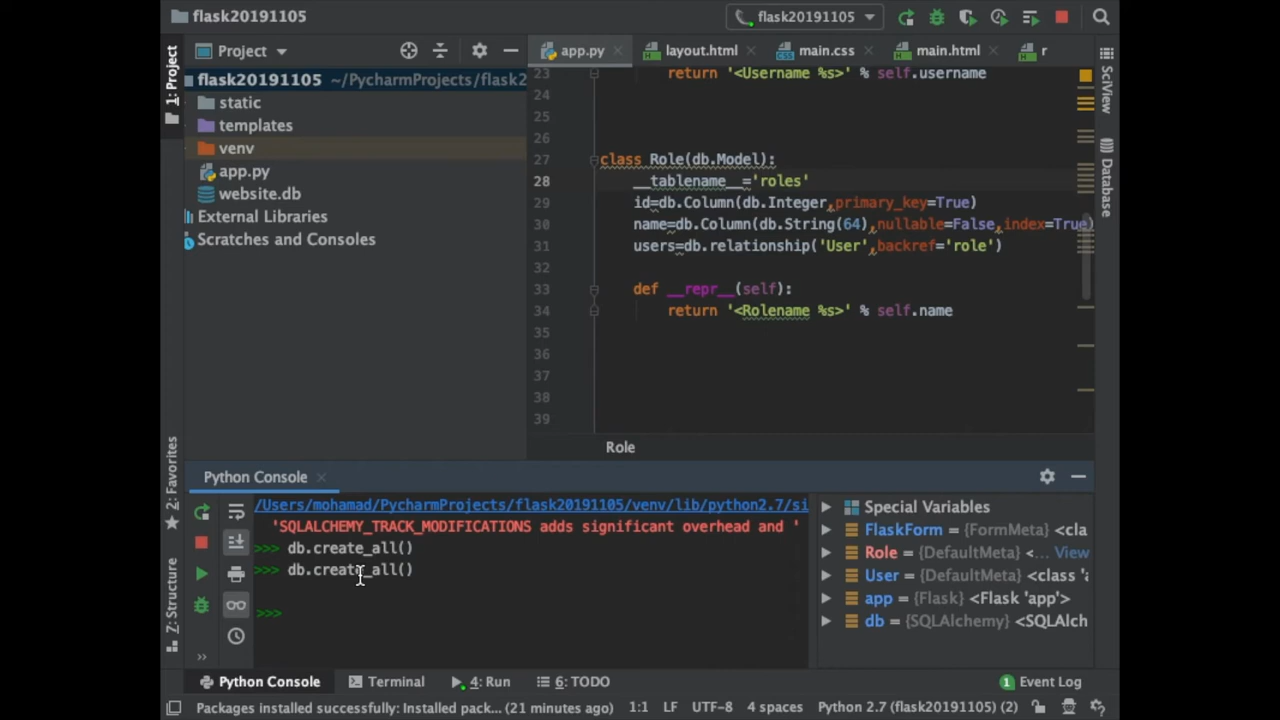 flask20191105
flask20191105
1: Project
Project
app.py
layout.html
main.css
main.html
r
flask20191105 ~/PycharmProjects/flask2
static
templates
venv
app.py
website.db
External Libraries
Scratches and Consoles
23 return '<Username %s>' % self.username
24
25
26
27 class Role(db.Model):
28 __tablename__='roles'
29 id=db.Column(db.Integer,primary_key=True)
30 name=db.Column(db.String(64),nullable=False,index=True)
31 users=db.relationship('User',backref='role')
32
33 def __repr__(self):
34 return '<Rolename %s>' % self.name
35
36
37
38
39
Role
SciView
Database
2: Favorites
Z: Structure
Python Console
/Users/mohamad/PycharmProjects/flask20191105/venv/lib/python2.7/si
'SQLALCHEMY_TRACK_MODIFICATIONS adds significant overhead and '
>>> db.create_all()
>>> db.create_all()
>>>
Special Variables
FlaskForm = {FormMeta} <cla
Role = {DefaultMeta} <... View
User = {DefaultMeta} <class 'a
app = {Flask} <Flask 'app'>
db = {SQLAlchemy} <SQLAlch
Python Console
Terminal
4: Run
6: TODO
1 Event Log
Packages installed successfully: Installed pack... (21 minutes ago)
1:1
LF
UTF-8
4 spaces
Python 2.7 (flask20191105) (2)